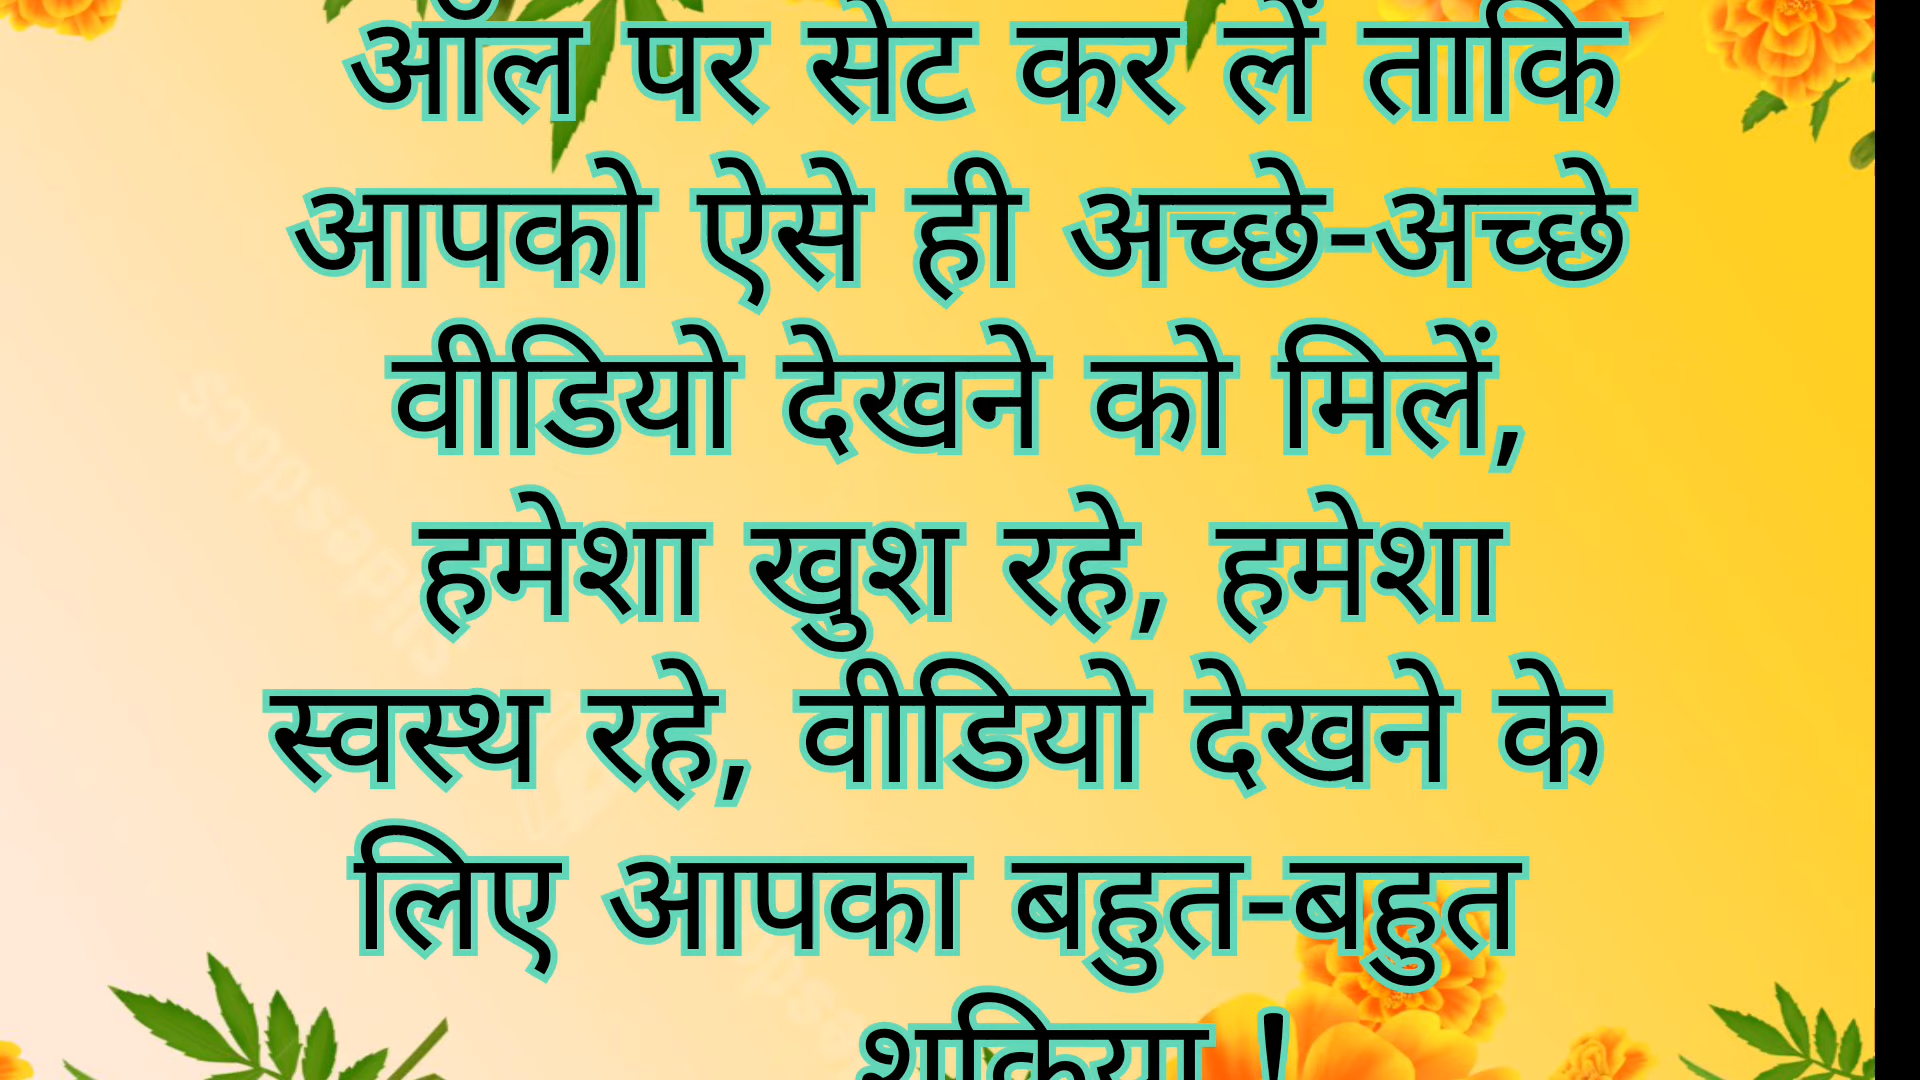 ऑल पर सेट कर लें ताकि
आपको ऐसे ही अच्छे-अच्छे
वीडियो देखने को मिलें,
हमेशा खुश रहे, हमेशा
स्वस्थ रहे, वीडियो देखने के
लिए आपका बहुत-बहुत